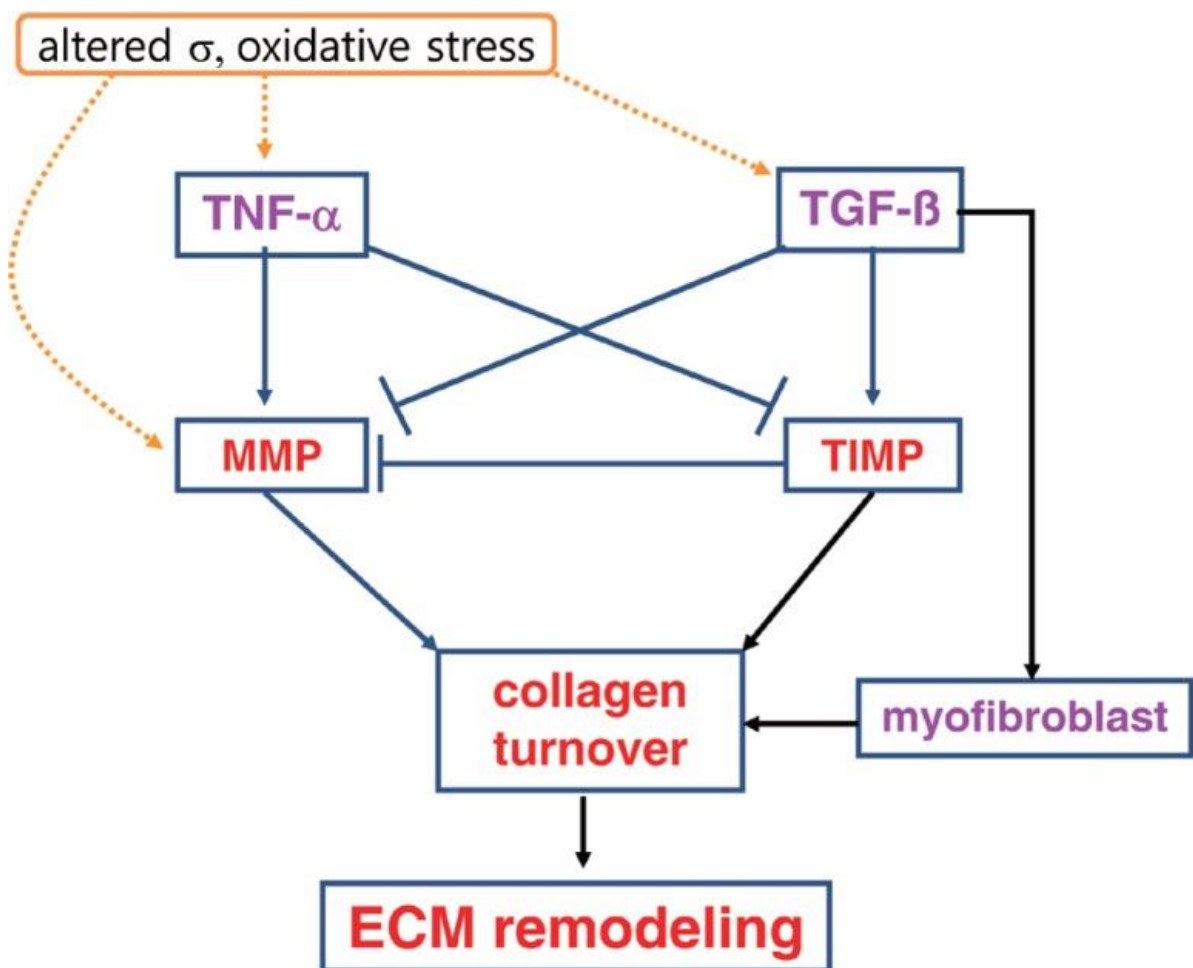 altered σ, oxidative stress
TNF-α
TGF-ß
MMP
TIMP
collagen
turnover
myofibroblast
ECM remodeling